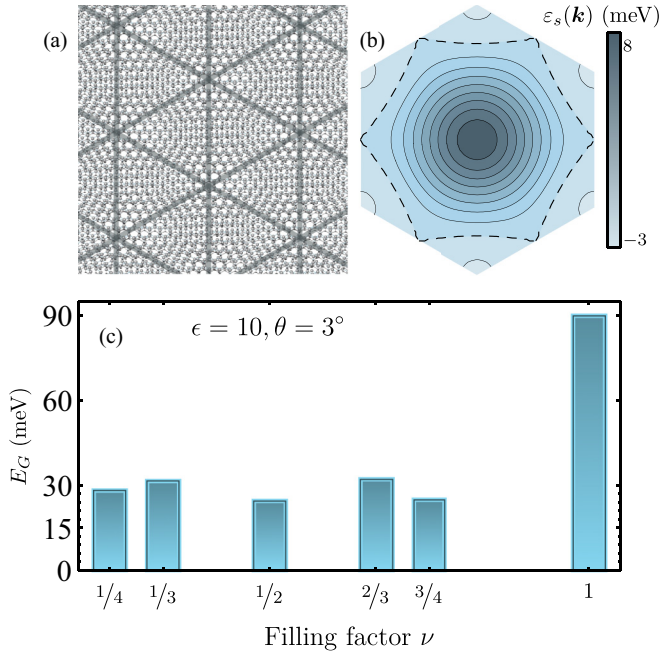 (a)
(b)
εₛ(k) (meV)
8
−3
(c)
ϵ = 10, θ = 3°
E_G (meV)
90
60
30
15
0
1/4
1/3
1/2
2/3
3/4
1
Filling factor ν